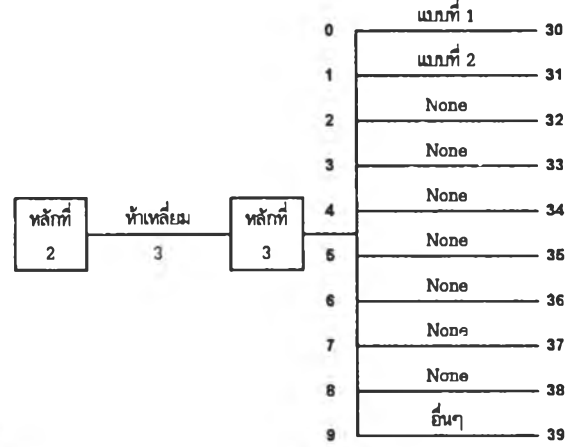 0 แบบที่ 1 30
1 แบบที่ 2 31
2 None 32
3 None 33
4 None 34
5 None 35
6 None 36
7 None 37
8 None 38
9 อื่นๆ 39
หลักที่ 2
ห้าเหลี่ยม 3
หลักที่ 3